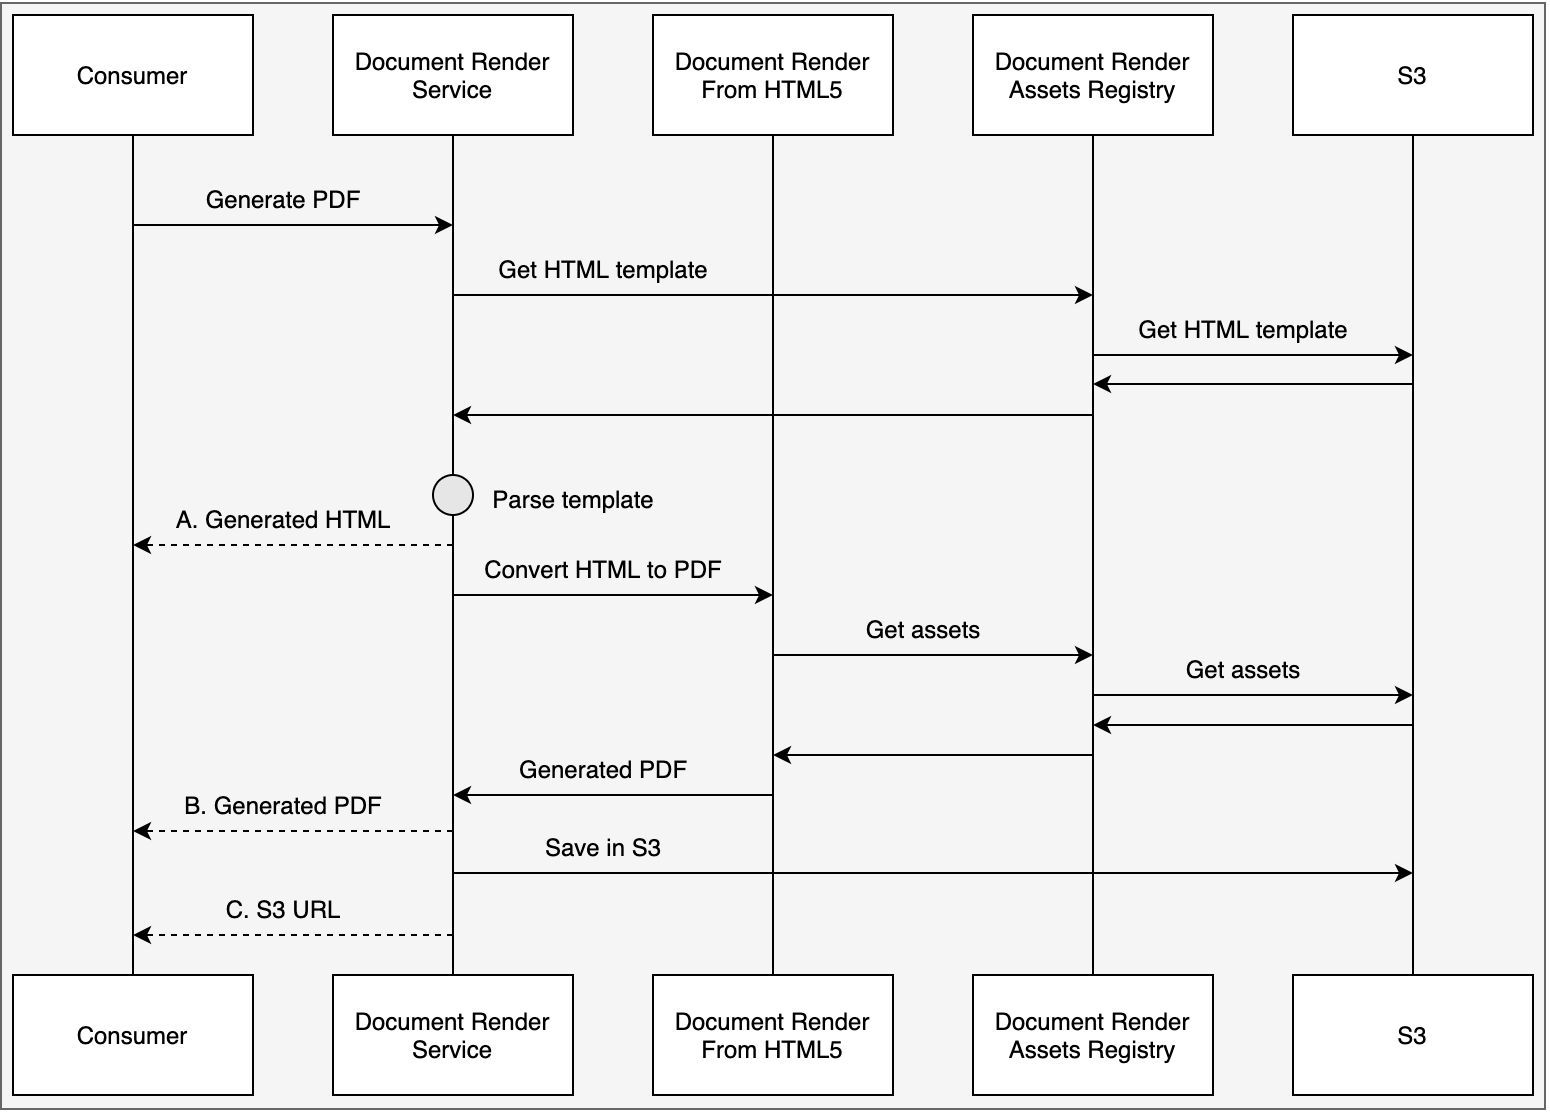 Consumer
Document Render
Service
Document Render
From HTML5
Document Render
Assets Registry
S3
Generate PDF
Get HTML template
Get HTML template
Parse template
A. Generated HTML
Convert HTML to PDF
Get assets
Get assets
Generated PDF
B. Generated PDF
Save in S3
C. S3 URL
Consumer
Document Render
Service
Document Render
From HTML5
Document Render
Assets Registry
S3